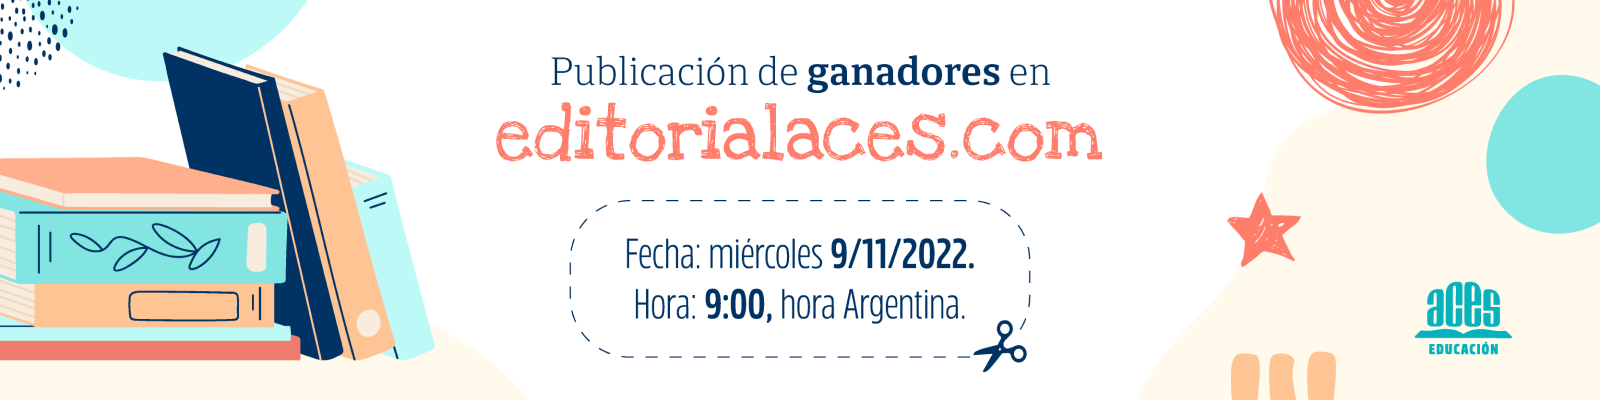 Publicación de ganadores en
editorialaces.com
Fecha: miércoles 9/11/2022.
Hora: 9:00, hora Argentina.
aces
EDUCACIÓN